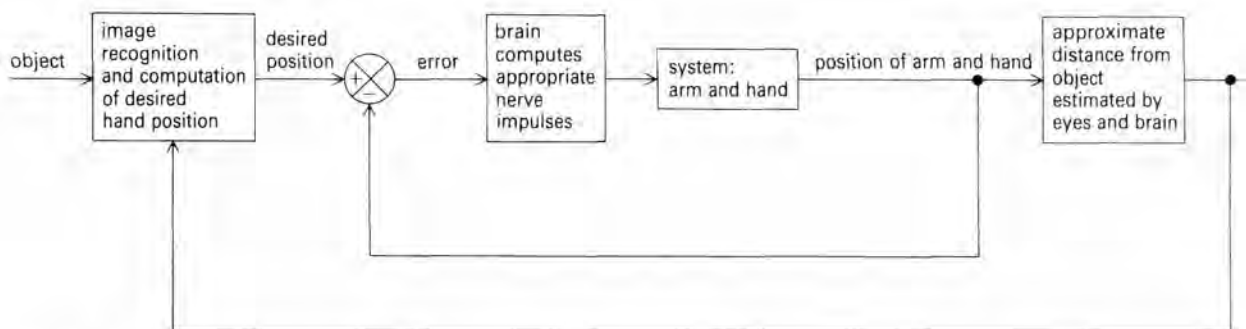 object
image
recognition
and computation
of desired
hand position
desired
position
+
−
error
brain
computes
appropriate
nerve
impulses
system:
arm and hand
position of arm and hand
approximate
distance from
object
estimated by
eyes and brain